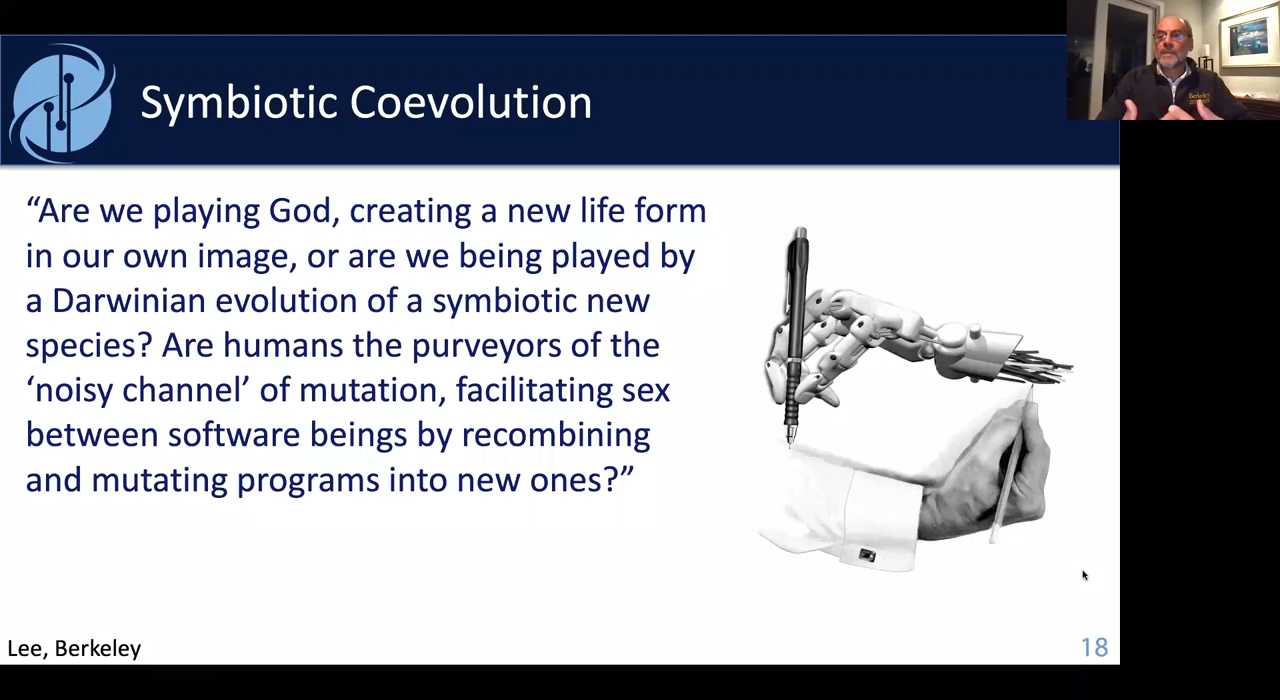 Symbiotic Coevolution
Berkeley
“Are we playing God, creating a new life form
in our own image, or are we being played by
a Darwinian evolution of a symbiotic new
species? Are humans the purveyors of the
‘noisy channel’ of mutation, facilitating sex
between software beings by recombining
and mutating programs into new ones?”
Lee, Berkeley
18